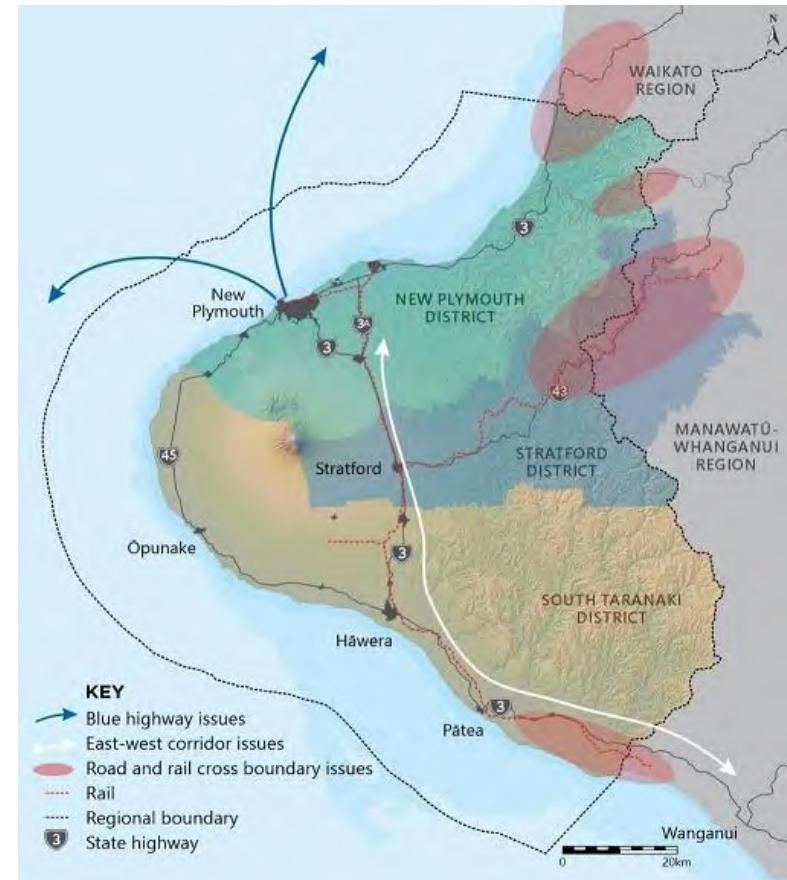 N
WAIKATO
REGION
3
New
Plymouth
NEW PLYMOUTH
DISTRICT
3A
3
43
MANAWATŪ-
WHANGANUI
REGION
45
Stratford
STRATFORD
DISTRICT
Ōpunake
3
SOUTH TARANAKI
DISTRICT
Hāwera
KEY
Blue highway issues
East-west corridor issues
Road and rail cross boundary issues
Rail
Regional boundary
3 State highway
3
Pātea
Wanganui
0 20km